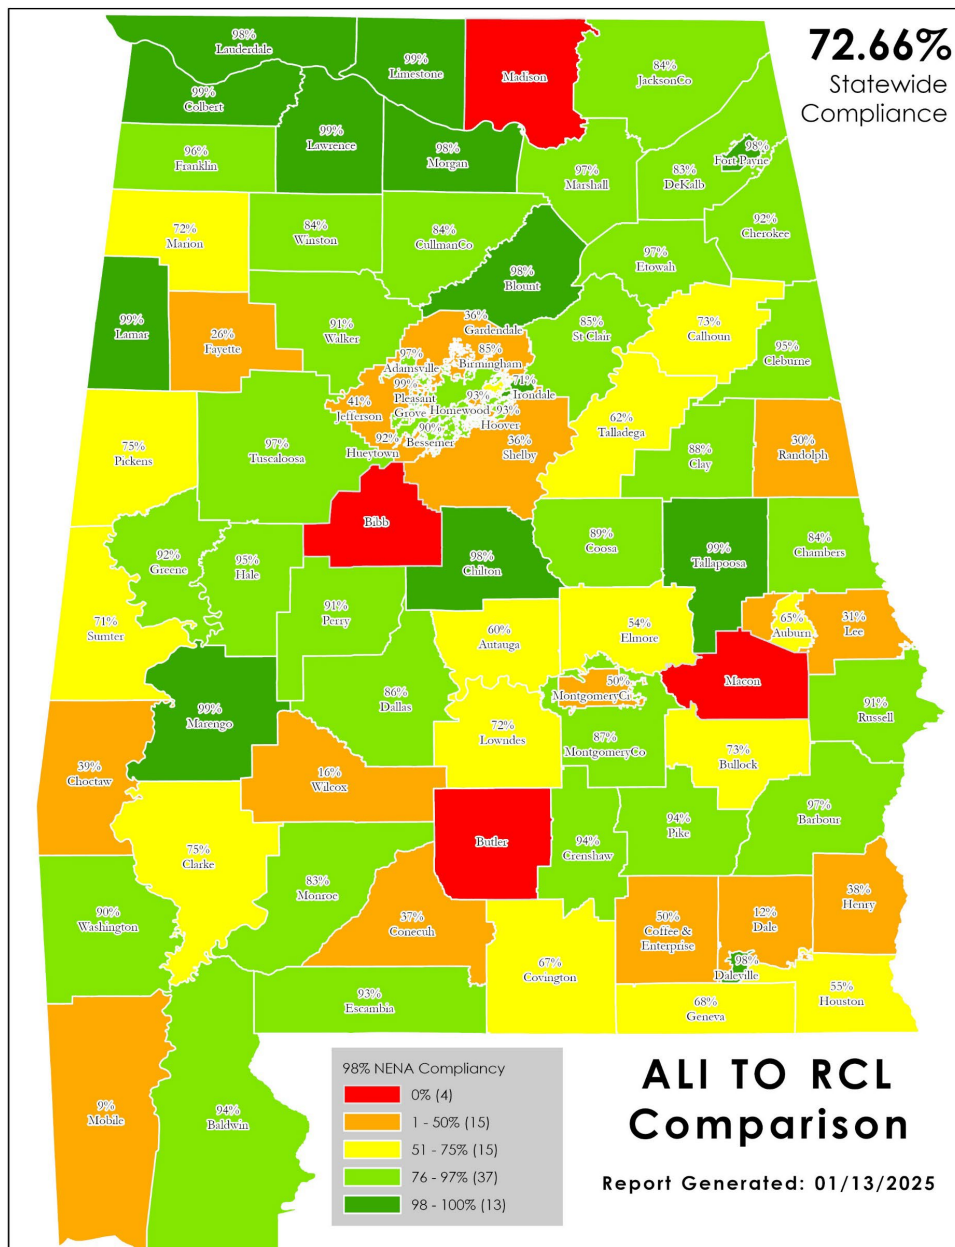 72.66%
Statewide
Compliance
98%
Lauderdale
99%
Limestone
Madison
84%
JacksonCo
99%
Colbert
99%
Lawrence
98%
Morgan
96%
Franklin
97%
Marshall
83%
DeKalb
98%
Fort Payne
72%
Marion
84%
Winston
84%
CullmanCo
92%
Cherokee
97%
Etowah
98%
Blount
99%
Lamar
26%
Fayette
91%
Walker
36%
Gardendale
85%
St Clair
73%
Calhoun
95%
Cleburne
97%
Adamsville
85%
Birmingham
71%
Irondale
99%
Pleasant
Grove
93%
Homewood
93%
Hoover
41%
Jefferson
90%
Bessemer
92%
Hueytown
36%
Shelby
62%
Talladega
75%
Pickens
97%
Tuscaloosa
88%
Clay
30%
Randolph
Bibb
98%
Chilton
89%
Coosa
99%
Tallapoosa
84%
Chambers
92%
Greene
95%
Hale
91%
Perry
71%
Sumter
60%
Autauga
54%
Elmore
65%
Auburn
31%
Lee
Macon
99%
Marengo
86%
Dallas
50%
MontgomeryCi
91%
Russell
72%
Lowndes
87%
MontgomeryCo
73%
Bullock
39%
Choctaw
16%
Wilcox
97%
Barbour
75%
Clarke
Butler
94%
Crenshaw
94%
Pike
83%
Monroe
90%
Washington
37%
Conecuh
50%
Coffee &
Enterprise
12%
Dale
38%
Henry
98%
Daleville
67%
Covington
93%
Escambia
68%
Geneva
55%
Houston
9%
Mobile
94%
Baldwin
98% NENA Compliancy
0% (4)
1 - 50% (15)
51 - 75% (15)
76 - 97% (37)
98 - 100% (13)
ALI TO RCL
Comparison
Report Generated: 01/13/2025